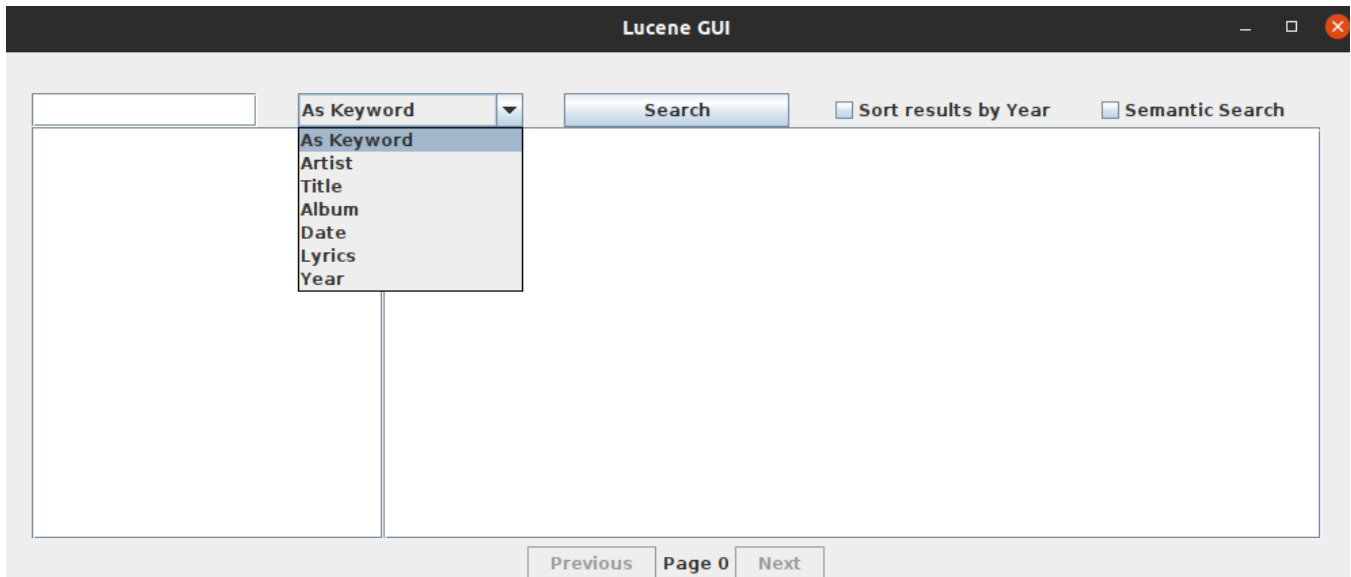 Lucene GUI
As Keyword Search Sort results by Year Semantic Search
As Keyword
Artist
Title
Album
Date
Lyrics
Year
Previous Page 0 Next